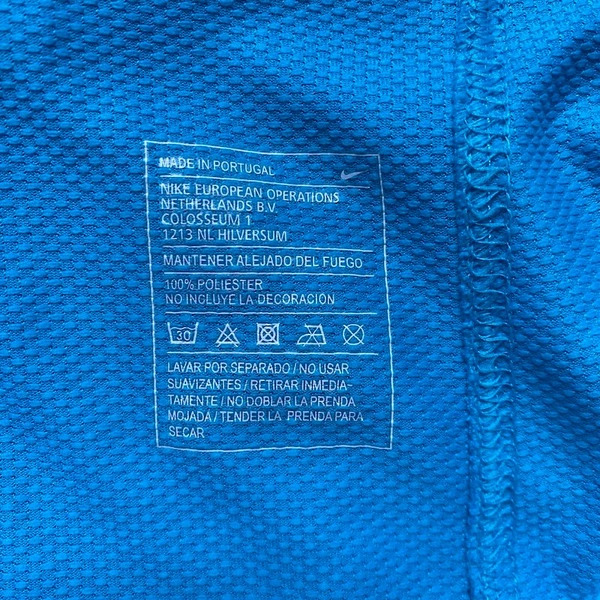 MADE IN PORTUGAL
NIKE EUROPEAN OPERATIONS
NETHERLANDS B.V.
COLOSSEUM 1
1213 NL HILVERSUM
MANTENER ALEJADO DEL FUEGO
100% POLIESTER
NO INCLUYE LA DECORACIÓN
30
LAVAR POR SEPARADO / NO USAR
SUAVIZANTES / RETIRAR INMEDIA-
TAMENTE / NO DOBLAR LA PRENDA
MOJADA / TENDER LA PRENDA PARA
SECAR